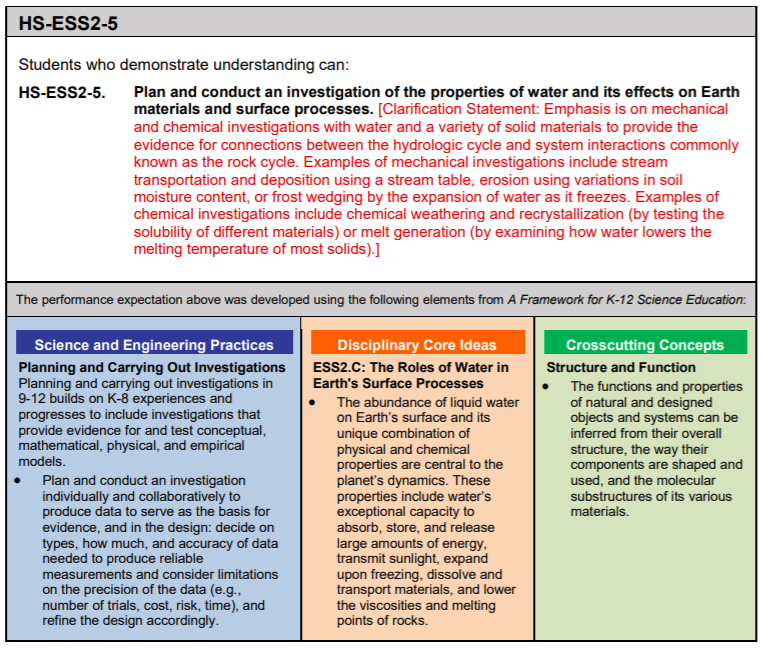 HS-ESS2-5
Students who demonstrate understanding can:
HS-ESS2-5. Plan and conduct an investigation of the properties of water and its effects on Earth
materials and surface processes. [Clarification Statement: Emphasis is on mechanical
and chemical investigations with water and a variety of solid materials to provide the
evidence for connections between the hydrologic cycle and system interactions commonly
known as the rock cycle. Examples of mechanical investigations include stream
transportation and deposition using a stream table, erosion using variations in soil
moisture content, or frost wedging by the expansion of water as it freezes. Examples of
chemical investigations include chemical weathering and recrystallization (by testing the
solubility of different materials) or melt generation (by examining how water lowers the
melting temperature of most solids).]
The performance expectation above was developed using the following elements from A Framework for K-12 Science Education:
Science and Engineering Practices
Planning and Carrying Out Investigations
Planning and carrying out investigations in
9-12 builds on K-8 experiences and
progresses to include investigations that
provide evidence for and test conceptual,
mathematical, physical, and empirical
models.
• Plan and conduct an investigation
individually and collaboratively to
produce data to serve as the basis for
evidence, and in the design: decide on
types, how much, and accuracy of data
needed to produce reliable
measurements and consider limitations
on the precision of the data (e.g.,
number of trials, cost, risk, time), and
refine the design accordingly.
Disciplinary Core Ideas
ESS2.C: The Roles of Water in
Earth's Surface Processes
• The abundance of liquid water
on Earth's surface and its
unique combination of
physical and chemical
properties are central to the
planet's dynamics. These
properties include water's
exceptional capacity to
absorb, store, and release
large amounts of energy,
transmit sunlight, expand
upon freezing, dissolve and
transport materials, and lower
the viscosities and melting
points of rocks.
Crosscutting Concepts
Structure and Function
• The functions and properties
of natural and designed
objects and systems can be
inferred from their overall
structure, the way their
components are shaped and
used, and the molecular
substructures of its various
materials.